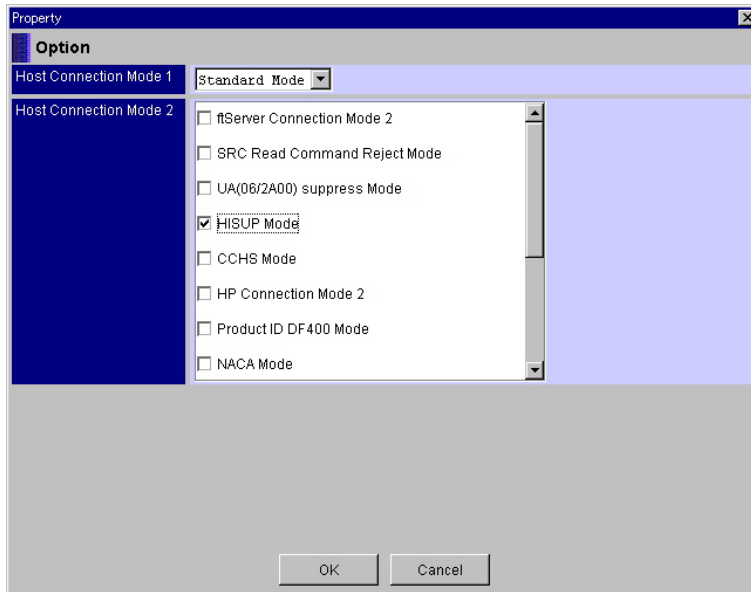 Property
Option
Host Connection Mode 1
Standard Mode
Host Connection Mode 2
ftServer Connection Mode 2
SRC Read Command Reject Mode
UA(06/2A00) suppress Mode
HISUP Mode
CCHS Mode
HP Connection Mode 2
Product ID DF400 Mode
NACA Mode
OK
Cancel